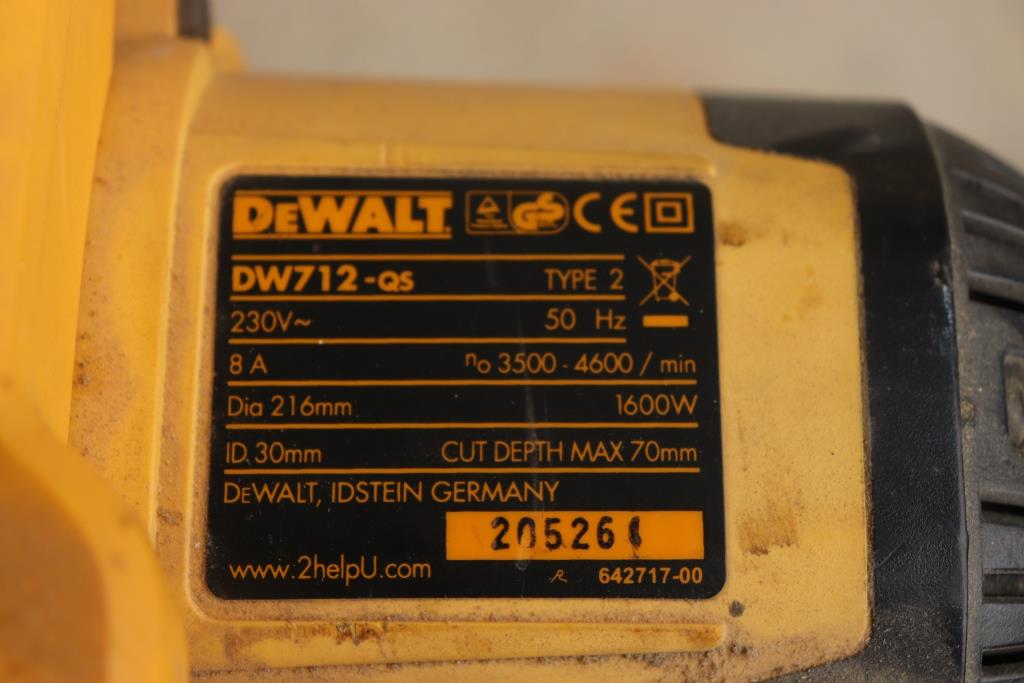 DEWALT CE
DW712-QS TYPE 2
230V~ 50 Hz
8 A no 3500 - 4600 / min
Dia 216mm 1600W
ID 30mm CUT DEPTH MAX 70mm
DEWALT, IDSTEIN GERMANY
205261
www.2helpU.com 642717-00